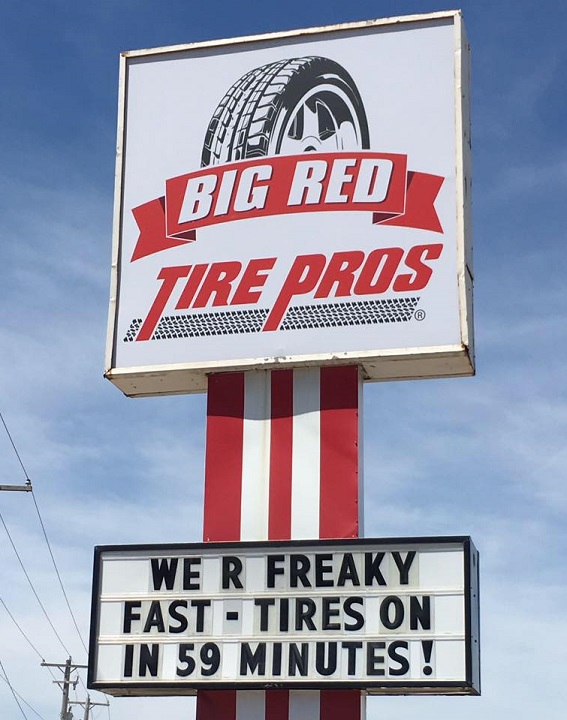 BIG RED
TIRE PROS
®
WE R FREAKY
FAST - TIRES ON
IN 59 MINUTES!